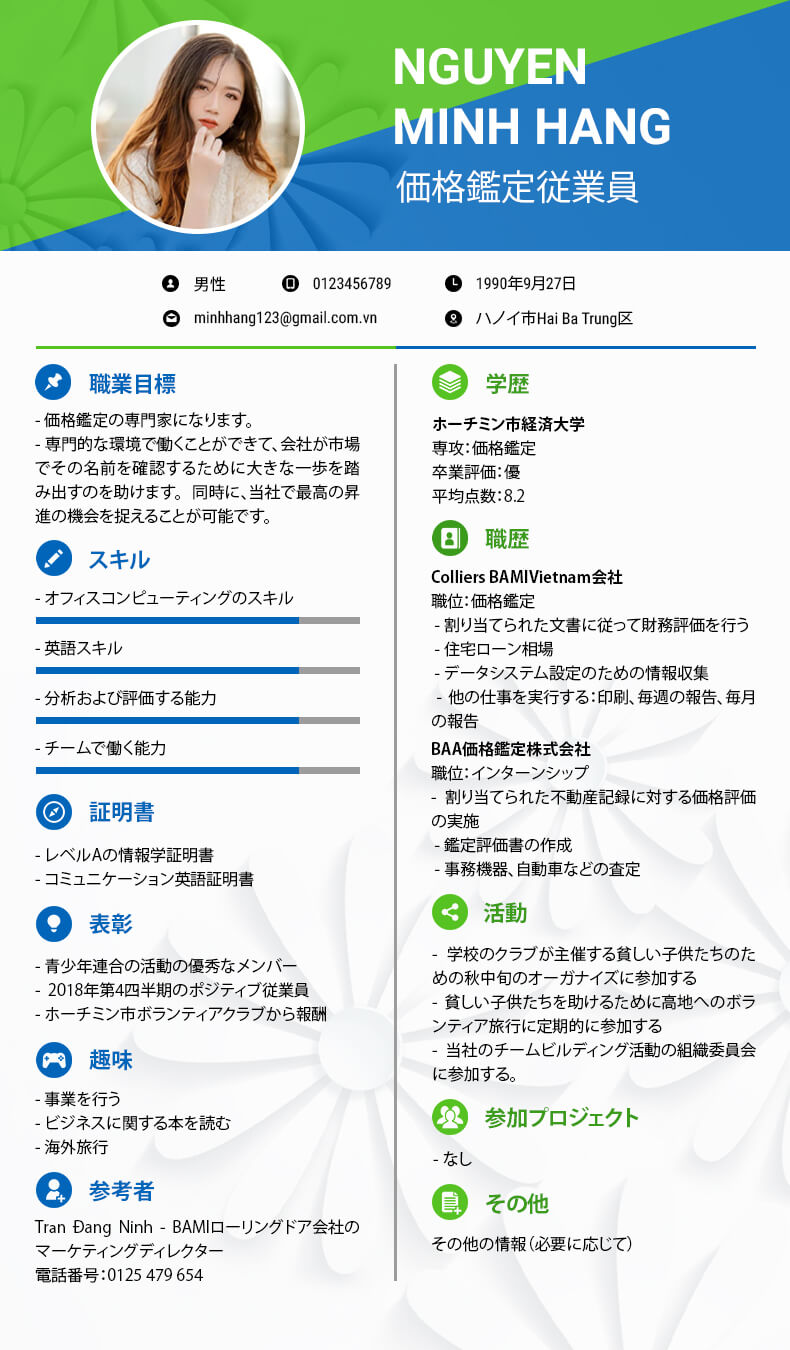 NGUYEN
MINH HANG
価格鑑定従業員
男性
0123456789
1990年9月27日
minhhang123@gmail.com.vn
ハノイ市Hai Ba Trung区
職業目標
- 価格鑑定の専門家になります。
- 専門的な環境で働くことができて、会社が市場
でその名前を確認するために大きな一歩を踏
み出すのを助けます。 同時に、当社で最高の昇
進の機会を捉えることが可能です。
スキル
- オフィスコンピューティングのスキル
- 英語スキル
- 分析および評価する能力
- チームで働く能力
証明書
- レベルAの情報学証明書
- コミュニケーション英語証明書
表彰
- 青少年連合の活動の優秀なメンバー
- 2018年第4四半期のポジティブ従業員
- ホーチミン市ボランティアクラブから報酬
趣味
- 事業を行う
- ビジネスに関する本を読む
- 海外旅行
参考者
Tran Đang Ninh - BAMIローリングドア会社の
マーケティングディレクター
電話番号：0125 479 654
学歴
ホーチミン市経済大学
専攻：価格鑑定
卒業評価：優
平均点数：8.2
職歴
Colliers BAMIVietnam会社
職位：価格鑑定
- 割り当てられた文書に従って財務評価を行う
- 住宅ローン相場
- データシステム設定のための情報収集
- 他の仕事を実行する：印刷、毎週の報告、毎月
の報告
BAA価格鑑定株式会社
職位：インターンシップ
- 割り当てられた不動産記録に対する価格評価
の実施
- 鑑定評価書の作成
- 事務機器、自動車などの査定
活動
- 学校のクラブが主催する貧しい子供たちのた
めの秋中旬のオーガナイズに参加する
- 貧しい子供たちを助けるために高地へのボラ
ンティア旅行に定期的に参加する
- 当社のチームビルディング活動の組織委員会
に参加する。
参加プロジェクト
- なし
その他
その他の情報（必要に応じて）